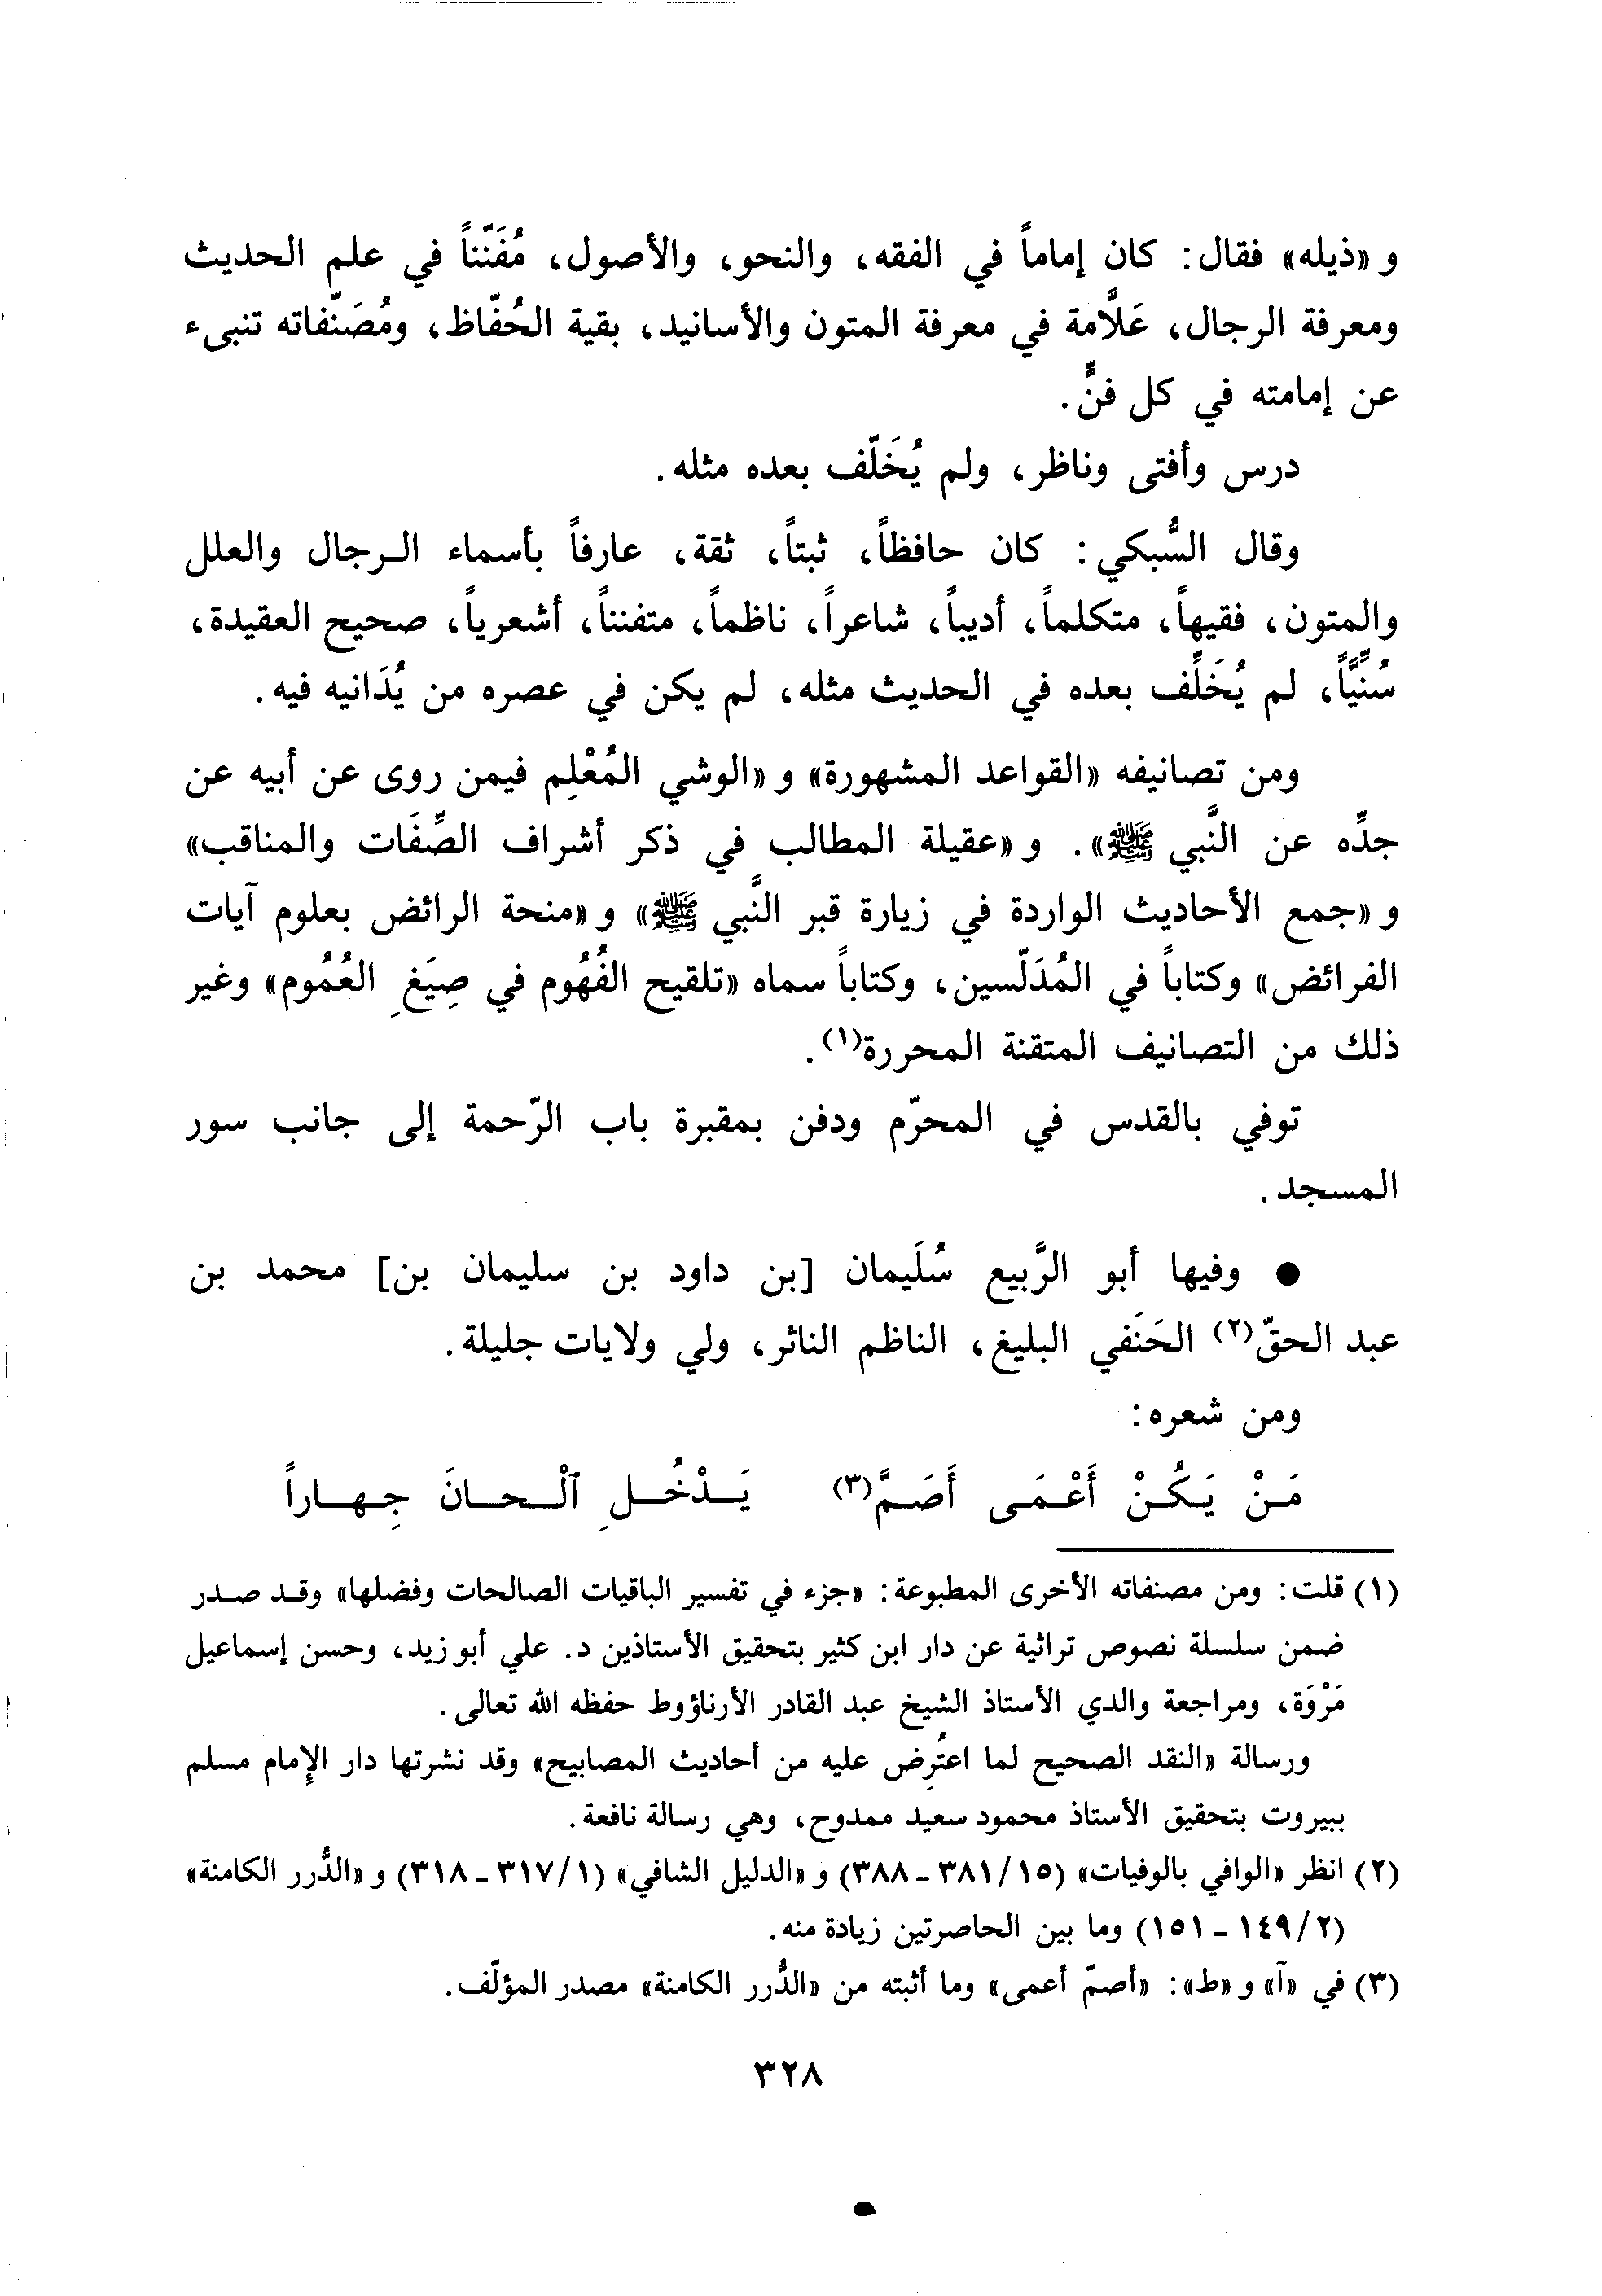 و «ذيله» فقال: كان إماماً في الفقه، والنحو، والأصول، مُفَنّناً في علم الحديث
ومعرفة الرجال، عَلاَّمة في معرفة المتون والأسانيد، بقية الحُفّاظ، ومُصَنّفاته تنبىء
عن إمامته في كل فنٍّ.
درس وأفتى وناظر، ولم يُخَلّف بعده مثله.
وقال السُّبكي: كان حافظاً، ثبتاً، ثقة، عارفاً بأسماء الـرجال والعلل
والمتون، فقيهاً، متكلماً، أديباً، شاعراً، ناظماً، متفنناً، أشعرياً، صحيح العقيدة،
سُنِّيَّاً، لم يُخَلِّف بعده في الحديث مثله، لم يكن في عصره من يُدَانيه فيه.
ومن تصانيفه «القواعد المشهورة» و «الوشي المُعْلِم فيمن روى عن أبيه عن
جدِّه عن النَّبي ﷺ». و «عقيلة المطالب في ذكر أشراف الصِّفَات والمناقب»
و «جمع الأحاديث الواردة في زيارة قبر النَّبي ﷺ» و «منحة الرائض بعلوم آيات
الفرائض» وكتاباً في المُدَلّسين، وكتاباً سماه «تلقيح الفُهُوم في صِيَغِ العُمُوم» وغير
ذلك من التصانيف المتقنة المحررة(١).
توفي بالقدس في المحرّم ودفن بمقبرة باب الرّحمة إلى جانب سور
المسجد.
● وفيها أبو الرَّبيع سُلَيمان [بن داود بن سليمان بن] محمد بن
عبد الحقّ(٢) الحَنَفي البليغ، الناظم الناثر، ولي ولايات جليلة.
ومن شعره:
مَـنْ يَـكُـنْ أَعْـمَـى أَصَـمَّ(٣) يَــدْخُــلِ ٱلْــحــانَ جِــهــاراً
(١) قلت: ومن مصنفاته الأخرى المطبوعة: «جزء في تفسير الباقيات الصالحات وفضلها» وقـد صـدر
ضمن سلسلة نصوص تراثية عن دار ابن كثير بتحقيق الأستاذين د. علي أبو زيد، وحسن إسماعيل
مَرْوَة، ومراجعة والدي الأستاذ الشيخ عبد القادر الأرناؤوط حفظه الله تعالى.
ورسالة «النقد الصحيح لما اعتُرِض عليه من أحاديث المصابيح» وقد نشرتها دار الإمام مسلم
ببيروت بتحقيق الأستاذ محمود سعيد ممدوح، وهي رسالة نافعة.
(٢) انظر «الوافي بالوفيات» (١٥/ ٣٨١ ـ ٣٨٨) و «الدليل الشافي» (١/ ٣١٧ ـ ٣١٨) و «الدُّرر الكامنة»
(٢/ ١٤٩ ـ ١٥١) وما بين الحاصرتين زيادة منه.
(٣) في «آ» و «ط»: «أصمّ أعمى» وما أثبته من «الدُّرر الكامنة» مصدر المؤلّف.
٣٢٨